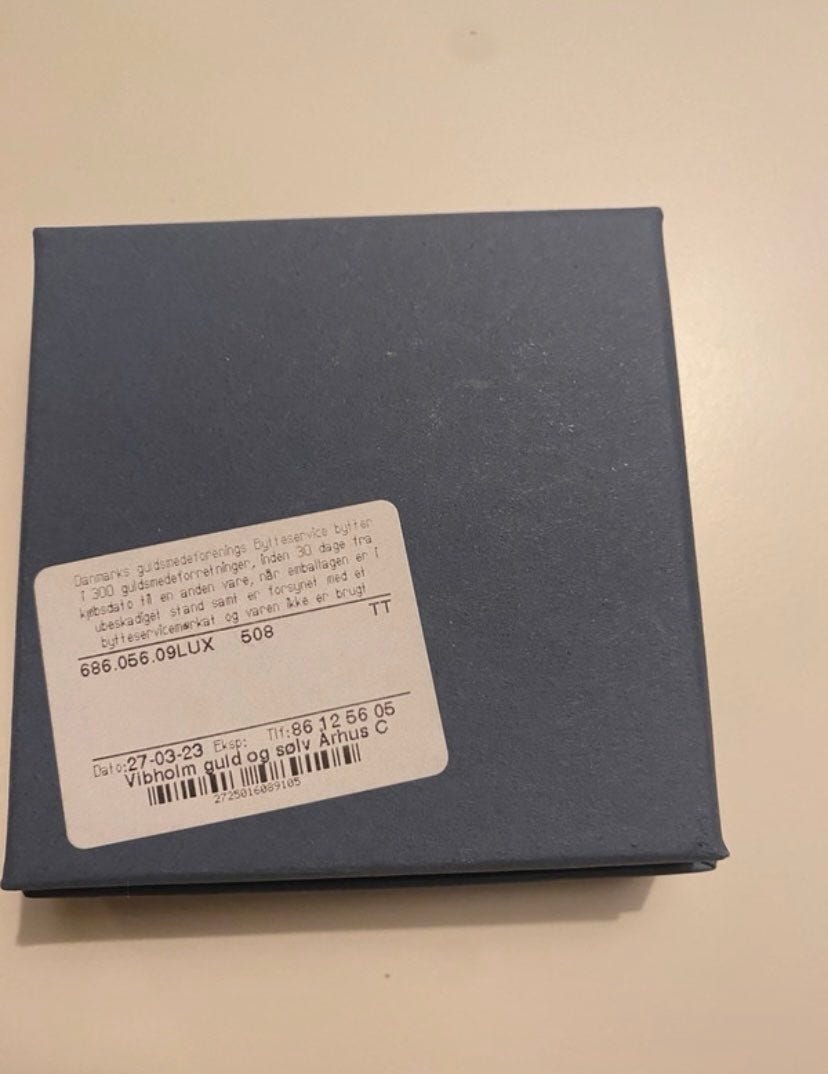 Danmarks guldsmedeforenings Bytteservice bytter
i 300 guldsmedeforretninger, inden 30 dage fra
købsdato til en anden vare, når emballagen er i
ubeskadiget stand samt er forsynet med et
bytteservicemærkat og varen ikke er brugt
686.056.09LUX 508 TT
Dato:27-03-23 Eksp: Tlf:86 12 56 05
Vibholm guld og sølv Århus C
2725016089105